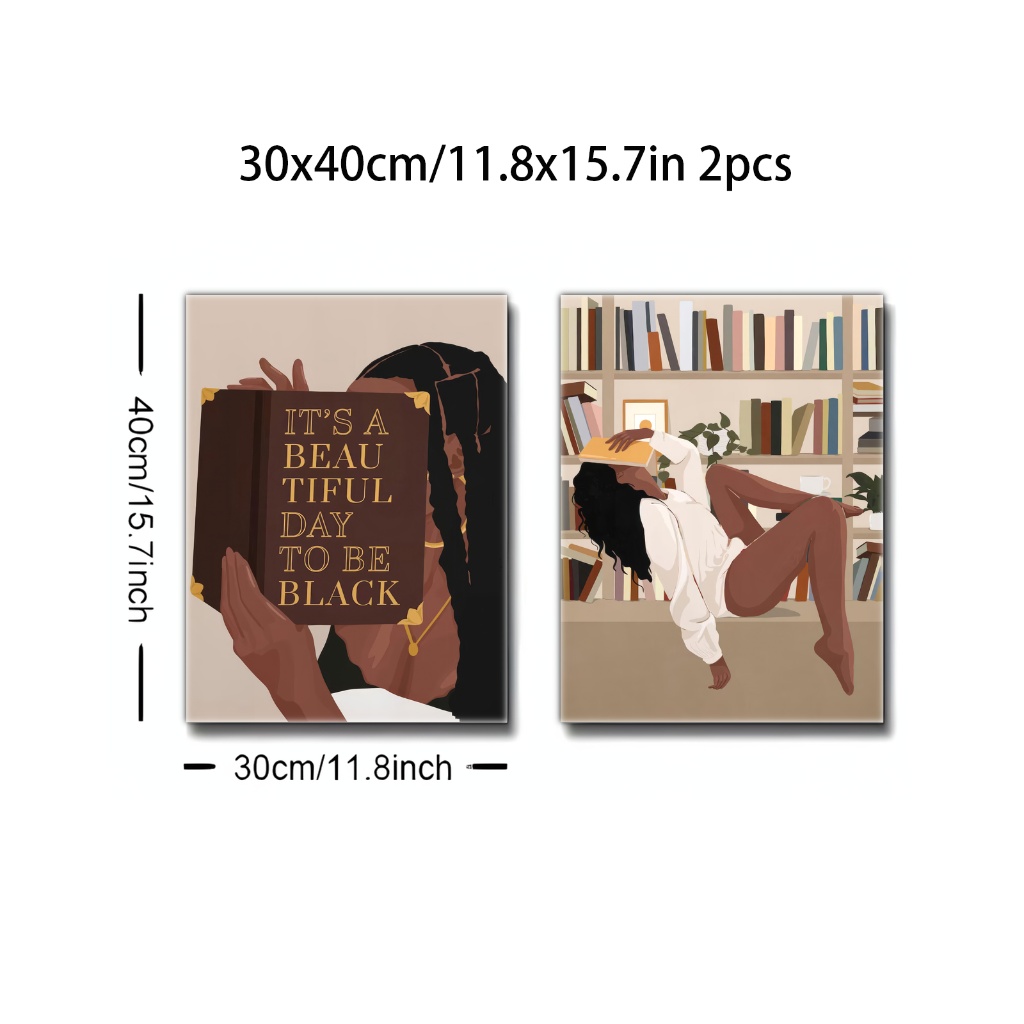 30x40cm/11.8x15.7in 2pcs
40cm/15.7inch
IT'S A
BEAU
TIFUL
DAY
TO BE
BLACK
30cm/11.8inch